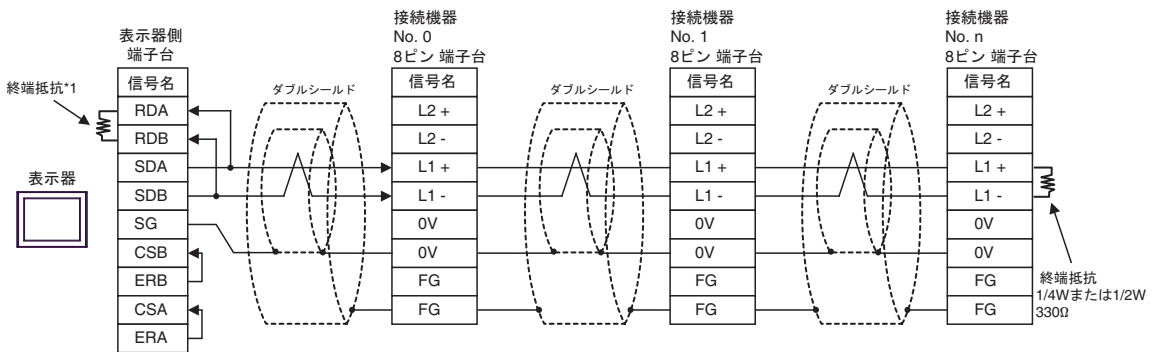 表示器側
端子台
信号名
RDA
RDB
SDA
SDB
SG
CSB
ERB
CSA
ERA
終端抵抗*1
表示器
ダブルシールド
接続機器
No. 0
8ピン 端子台
信号名
L2 +
L2 -
L1 +
L1 -
0V
0V
FG
FG
ダブルシールド
接続機器
No. 1
8ピン 端子台
信号名
L2 +
L2 -
L1 +
L1 -
0V
0V
FG
FG
ダブルシールド
接続機器
No. n
8ピン 端子台
信号名
L2 +
L2 -
L1 +
L1 -
0V
0V
FG
FG
終端抵抗
1/4Wまたは1/2W
330Ω